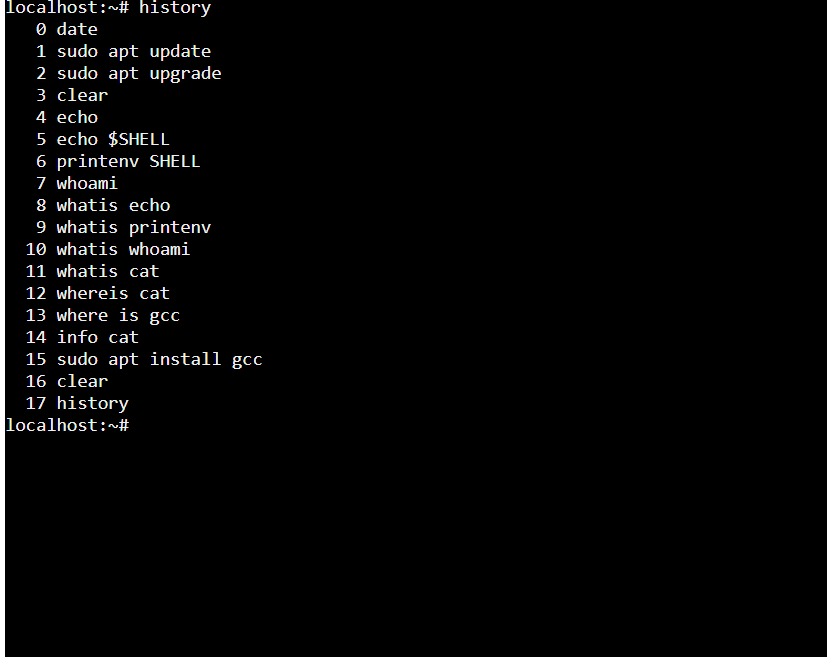 localhost:~# history
0 date
1 sudo apt update
2 sudo apt upgrade
3 clear
4 echo
5 echo $SHELL
6 printenv SHELL
7 whoami
8 whatis echo
9 whatis printenv
10 whatis whoami
11 whatis cat
12 whereis cat
13 where is gcc
14 info cat
15 sudo apt install gcc
16 clear
17 history
localhost:~#